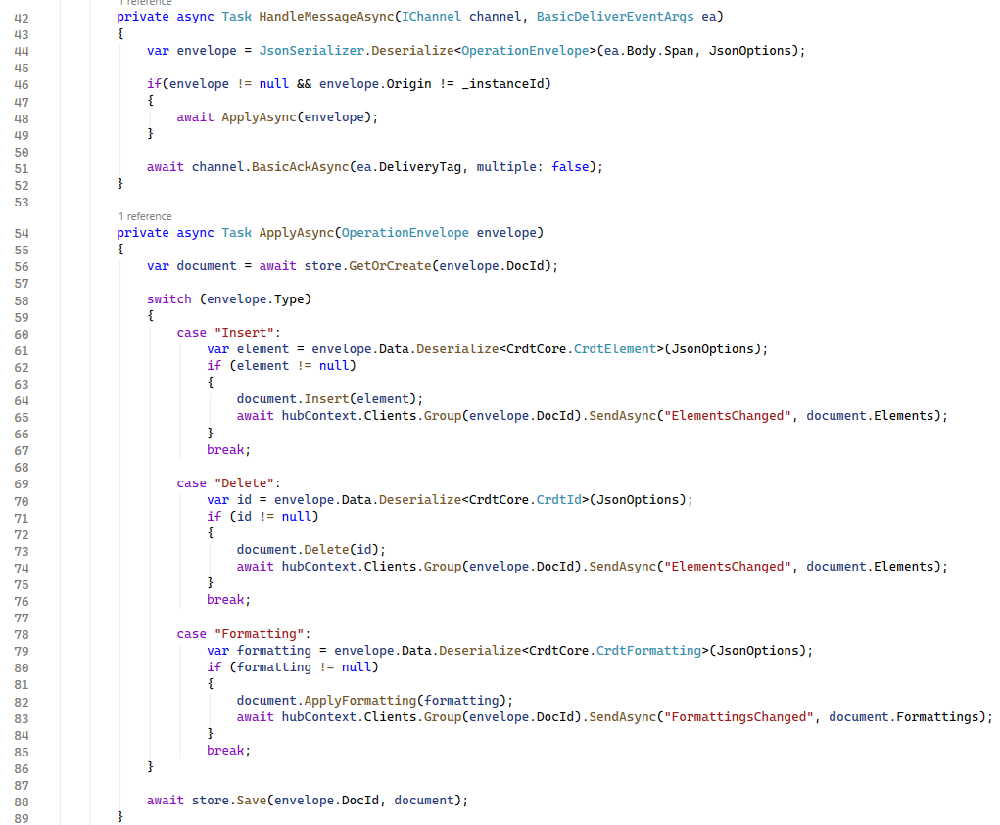 1 reference
42 private async Task HandleMessageAsync(IChannel channel, BasicDeliverEventArgs ea)
43 {
44 var envelope = JsonSerializer.Deserialize<OperationEnvelope>(ea.Body.Span, JsonOptions);
45
46 if(envelope != null && envelope.Origin != _instanceId)
47 {
48 await ApplyAsync(envelope);
49 }
50
51 await channel.BasicAckAsync(ea.DeliveryTag, multiple: false);
52 }
53
1 reference
54 private async Task ApplyAsync(OperationEnvelope envelope)
55 {
56 var document = await store.GetOrCreate(envelope.DocId);
57
58 switch (envelope.Type)
59 {
60 case "Insert":
61 var element = envelope.Data.Deserialize<CrdtCore.CrdtElement>(JsonOptions);
62 if (element != null)
63 {
64 document.Insert(element);
65 await hubContext.Clients.Group(envelope.DocId).SendAsync("ElementsChanged", document.Elements);
66 }
67 break;
68
69 case "Delete":
70 var id = envelope.Data.Deserialize<CrdtCore.CrdtId>(JsonOptions);
71 if (id != null)
72 {
73 document.Delete(id);
74 await hubContext.Clients.Group(envelope.DocId).SendAsync("ElementsChanged", document.Elements);
75 }
76 break;
77
78 case "Formatting":
79 var formatting = envelope.Data.Deserialize<CrdtCore.CrdtFormatting>(JsonOptions);
80 if (formatting != null)
81 {
82 document.ApplyFormatting(formatting);
83 await hubContext.Clients.Group(envelope.DocId).SendAsync("FormattingsChanged", document.Formattings);
84 }
85 break;
86 }
87
88 await store.Save(envelope.DocId, document);
89 }